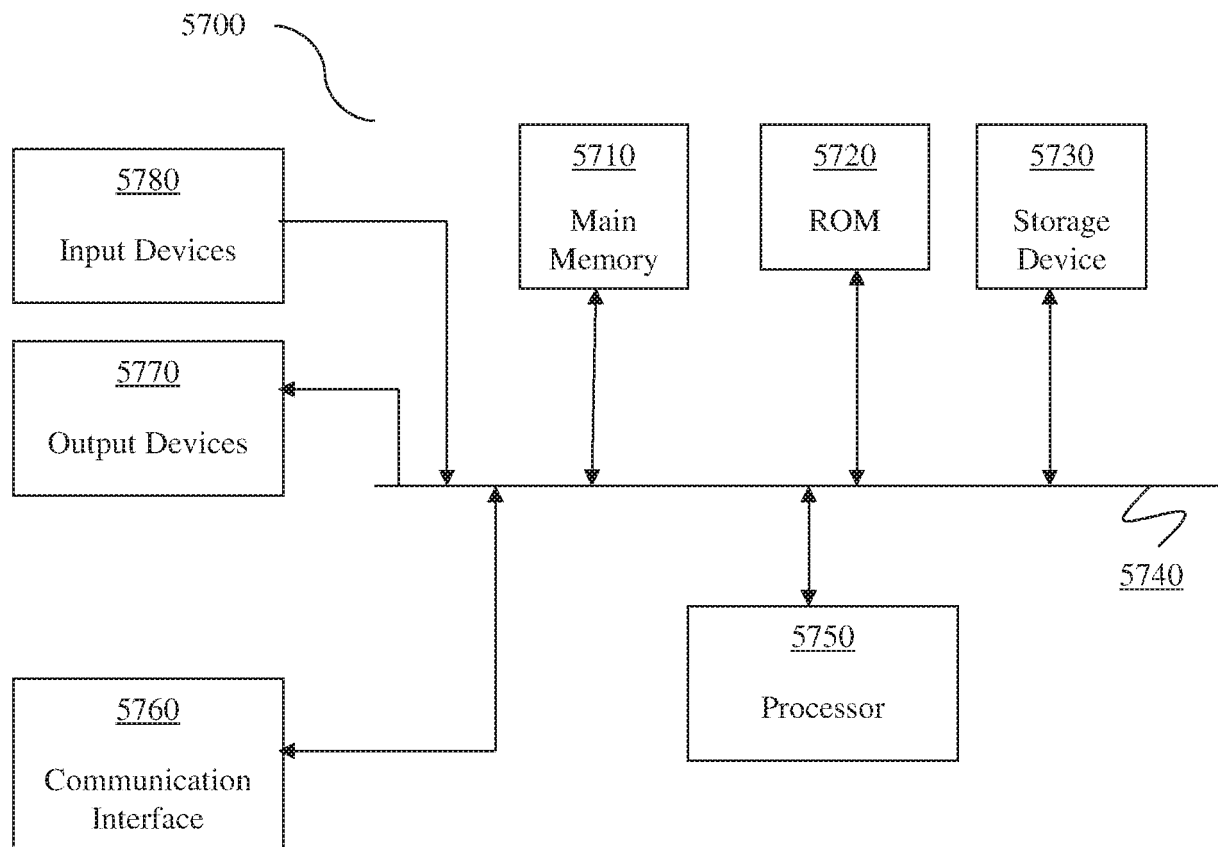 5700
5780
Input Devices
5710
Main
Memory
5720
ROM
5730
Storage
Device
5770
Output Devices
5740
5750
Processor
5760
Communication
Interface